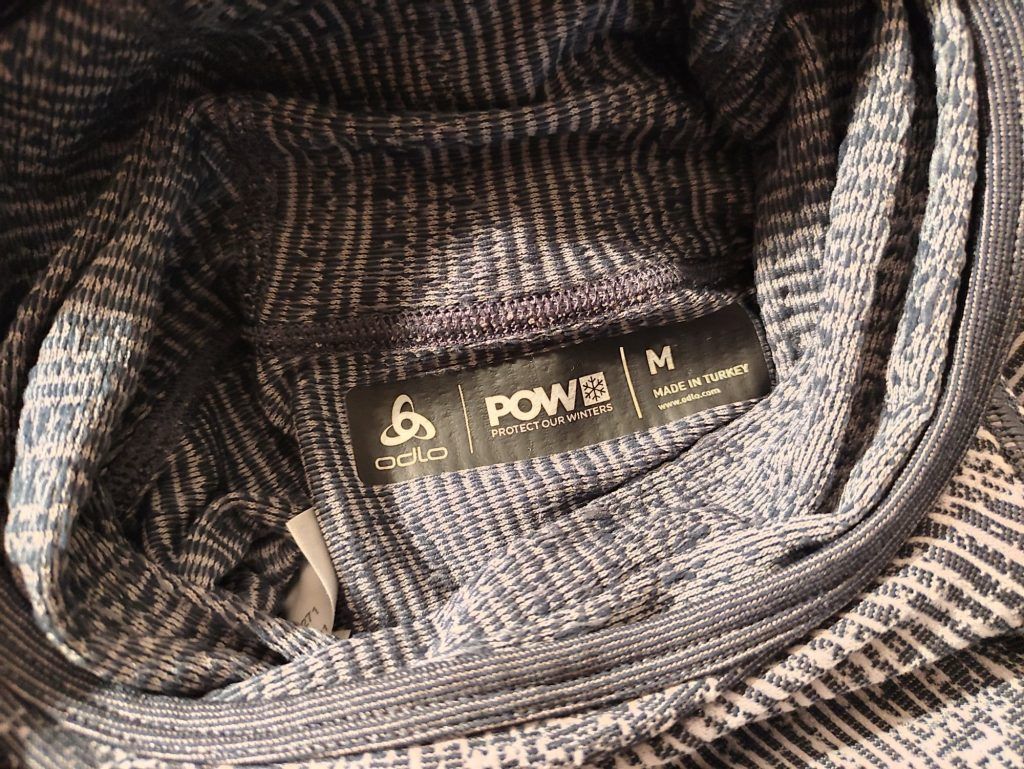 odlo
POW
PROTECT OUR WINTERS
M
MADE IN TURKEY
www.odlo.com